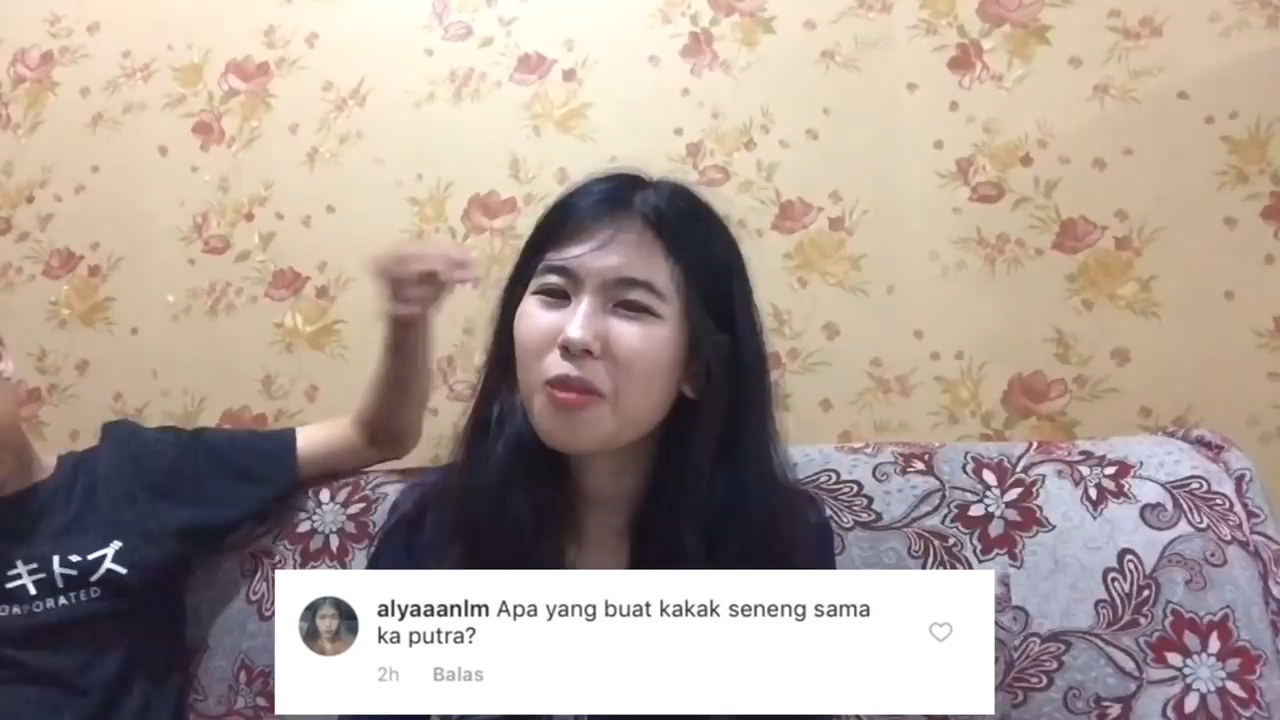 キドズ
ORPORATED
alyaaanlm Apa yang buat kakak seneng sama
ka putra?
2h Balas